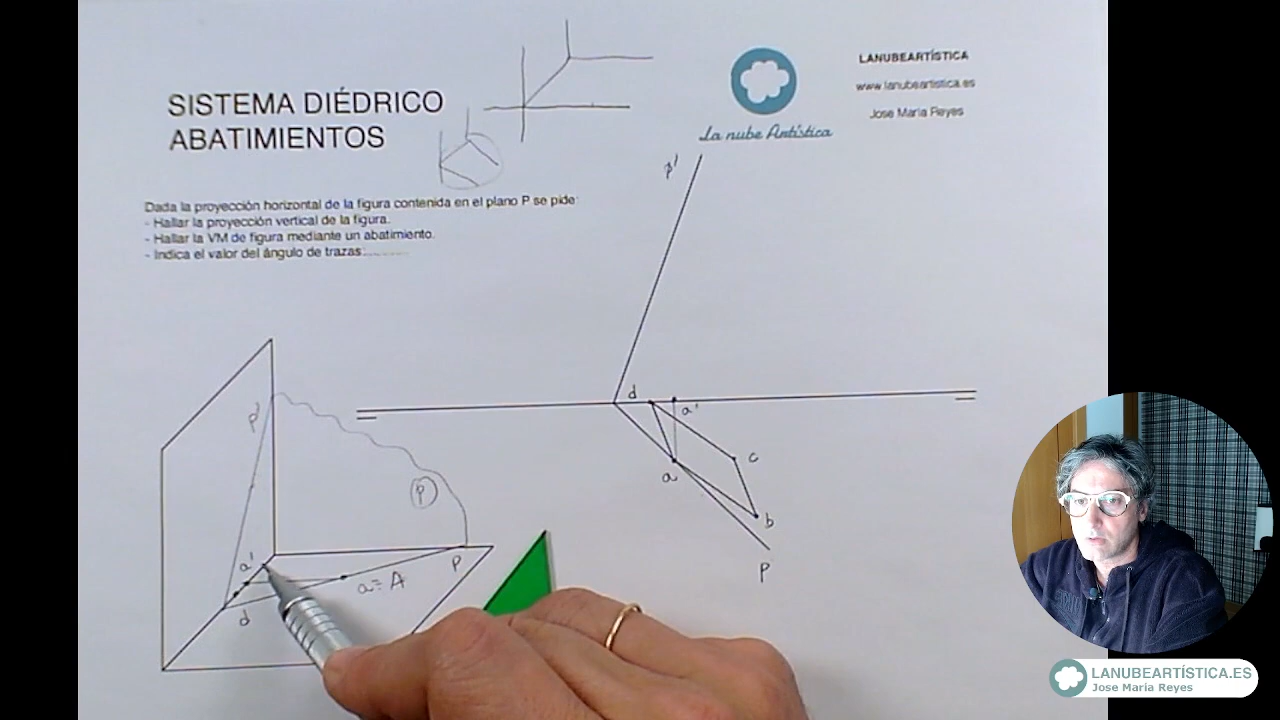 SISTEMA DIÉDRICO
ABATIMIENTOS
La nube Artística
LANUBEARTÍSTICA
www.lanubeartistica.es
Jose María Reyes
Dada la proyección horizontal de la figura contenida en el plano P se pide:
- Hallar la proyección vertical de la figura.
- Hallar la VM de figura mediante un abatimiento.
- Indica el valor del ángulo de trazas:..........
p'
d
a'
a
c
b
P
p'
P
a'
a≡A
P
d
LANUBEARTÍSTICA.ES
Jose María Reyes